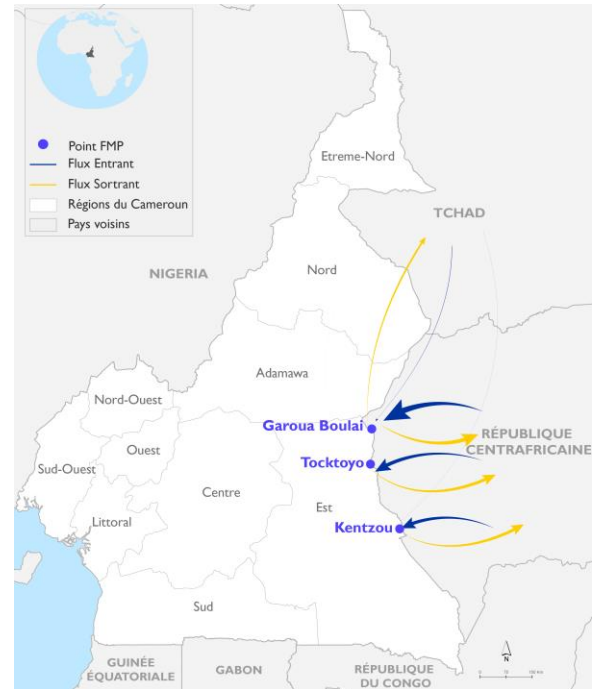 Point FMP
Flux Entrant
Flux Sortrant
Régions du Cameroun
Pays voisins
Etreme-Nord
TCHAD
NIGERIA
Nord
Adamawa
Nord-Ouest
Garoua Boulai
RÉPUBLIQUE
CENTRAFRICAINE
Ouest
Tocktoyo
Sud-Ouest
Centre
Est
Littoral
Kentzou
Sud
N
GUINÉE
ÉQUATORIALE
GABON
RÉPUBLIQUE
DU CONGO